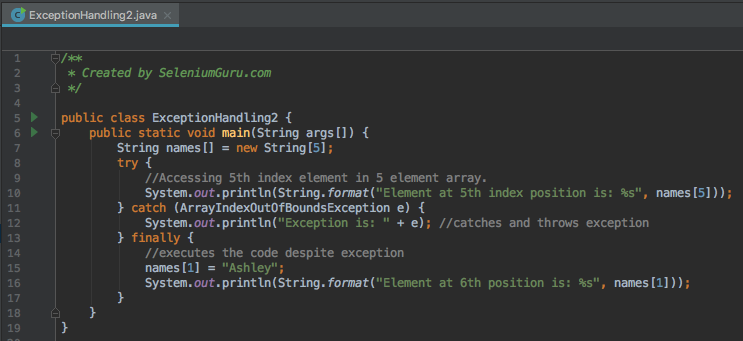 ExceptionHandling2.java
1 /**
2 * Created by SeleniumGuru.com
3 */
4
5 public class ExceptionHandling2 {
6 public static void main(String args[]) {
7 String names[] = new String[5];
8 try {
9 //Accessing 5th index element in 5 element array.
10 System.out.println(String.format("Element at 5th index position is: %s", names[5]));
11 } catch (ArrayIndexOutOfBoundsException e) {
12 System.out.println("Exception is: " + e); //catches and throws exception
13 } finally {
14 //executes the code despite exception
15 names[1] = "Ashley";
16 System.out.println(String.format("Element at 6th position is: %s", names[1]));
17 }
18 }
19 }